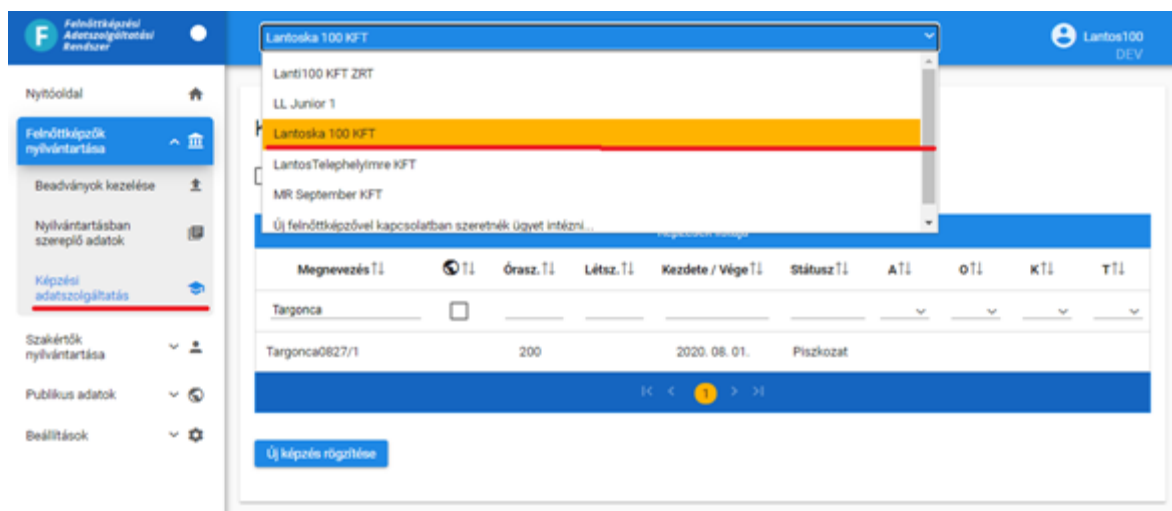 Felnőttképzési
Adatszolgáltatási
Rendszer
Lantoska 100 KFT
Lantos100
DEV
Nyitóoldal
Felnőttképzők
nyilvántartása
Beadványok kezelése
Nyilvántartásban
szereplő adatok
Képzési
adatszolgáltatás
Szakértők
nyilvántartása
Publikus adatok
Beállítások
Lanti100 KFT ZRT
LL Junior 1
Lantoska 100 KFT
LantosTelephelyImre KFT
MR September KFT
Új felnőttképzővel kapcsolatban szeretnék ügyet intézni...
Megnevezés Órasz. Létsz. Kezdete / Vége Státusz A O K T
Targonca
Targonca0827/1 200 2020. 08. 01. Piszkozat
1
Új képzés rögzítése